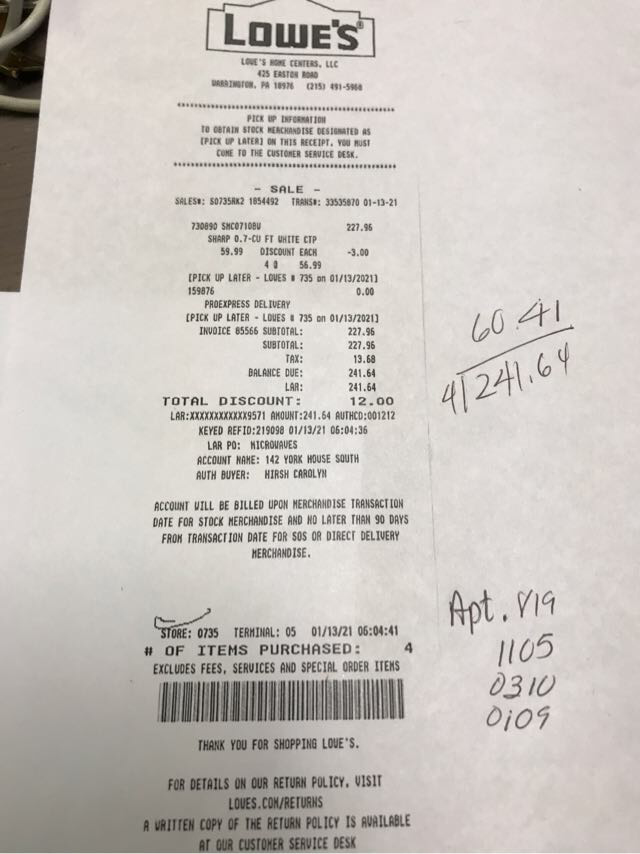 LOWE'S
LOWE'S HOME CENTERS, LLC
425 EASTON ROAD
WARRINGTON, PA 18976 (215) 491-5968
PICK UP INFORMATION
TO OBTAIN STOCK MERCHANDISE DESIGNATED AS
[PICK UP LATER] ON THIS RECEIPT, YOU MUST
COME TO THE CUSTOMER SERVICE DESK.
- SALE -
SALES#: S0735RK2 1854492 TRANS#: 33535870 01-13-21
730890 SMC0710BW 227.96
SHARP 0.7-CU FT WHITE CTP
59.99 DISCOUNT EACH -3.00
4 @ 56.99
[PICK UP LATER - LOWES # 735 on 01/13/2021]
159876 0.00
PROEXPRESS DELIVERY
[PICK UP LATER - LOWES # 735 on 01/13/2021]
INVOICE 85566 SUBTOTAL: 227.96
SUBTOTAL: 227.96
TAX: 13.68
BALANCE DUE: 241.64
LAR: 241.64
TOTAL DISCOUNT: 12.00
LAR:XXXXXXXXXXXX9571 AMOUNT:241.64 AUTHCD:001212
KEYED REFID:219098 01/13/21 06:04:36
LAR PO: MICROWAVES
ACCOUNT NAME: 142 YORK HOUSE SOUTH
AUTH BUYER: HIRSH CAROLYN
60.41
4)241.64
ACCOUNT WILL BE BILLED UPON MERCHANDISE TRANSACTION
DATE FOR STOCK MERCHANDISE AND NO LATER THAN 90 DAYS
FROM TRANSACTION DATE FOR SOS OR DIRECT DELIVERY
MERCHANDISE.
STORE: 0735 TERMINAL: 05 01/13/21 06:04:41
# OF ITEMS PURCHASED: 4
EXCLUDES FEES, SERVICES AND SPECIAL ORDER ITEMS
Apt. 819
1105
0310
0109
THANK YOU FOR SHOPPING LOWE'S.
FOR DETAILS ON OUR RETURN POLICY, VISIT
LOWES.COM/RETURNS
A WRITTEN COPY OF THE RETURN POLICY IS AVAILABLE
AT OUR CUSTOMER SERVICE DESK